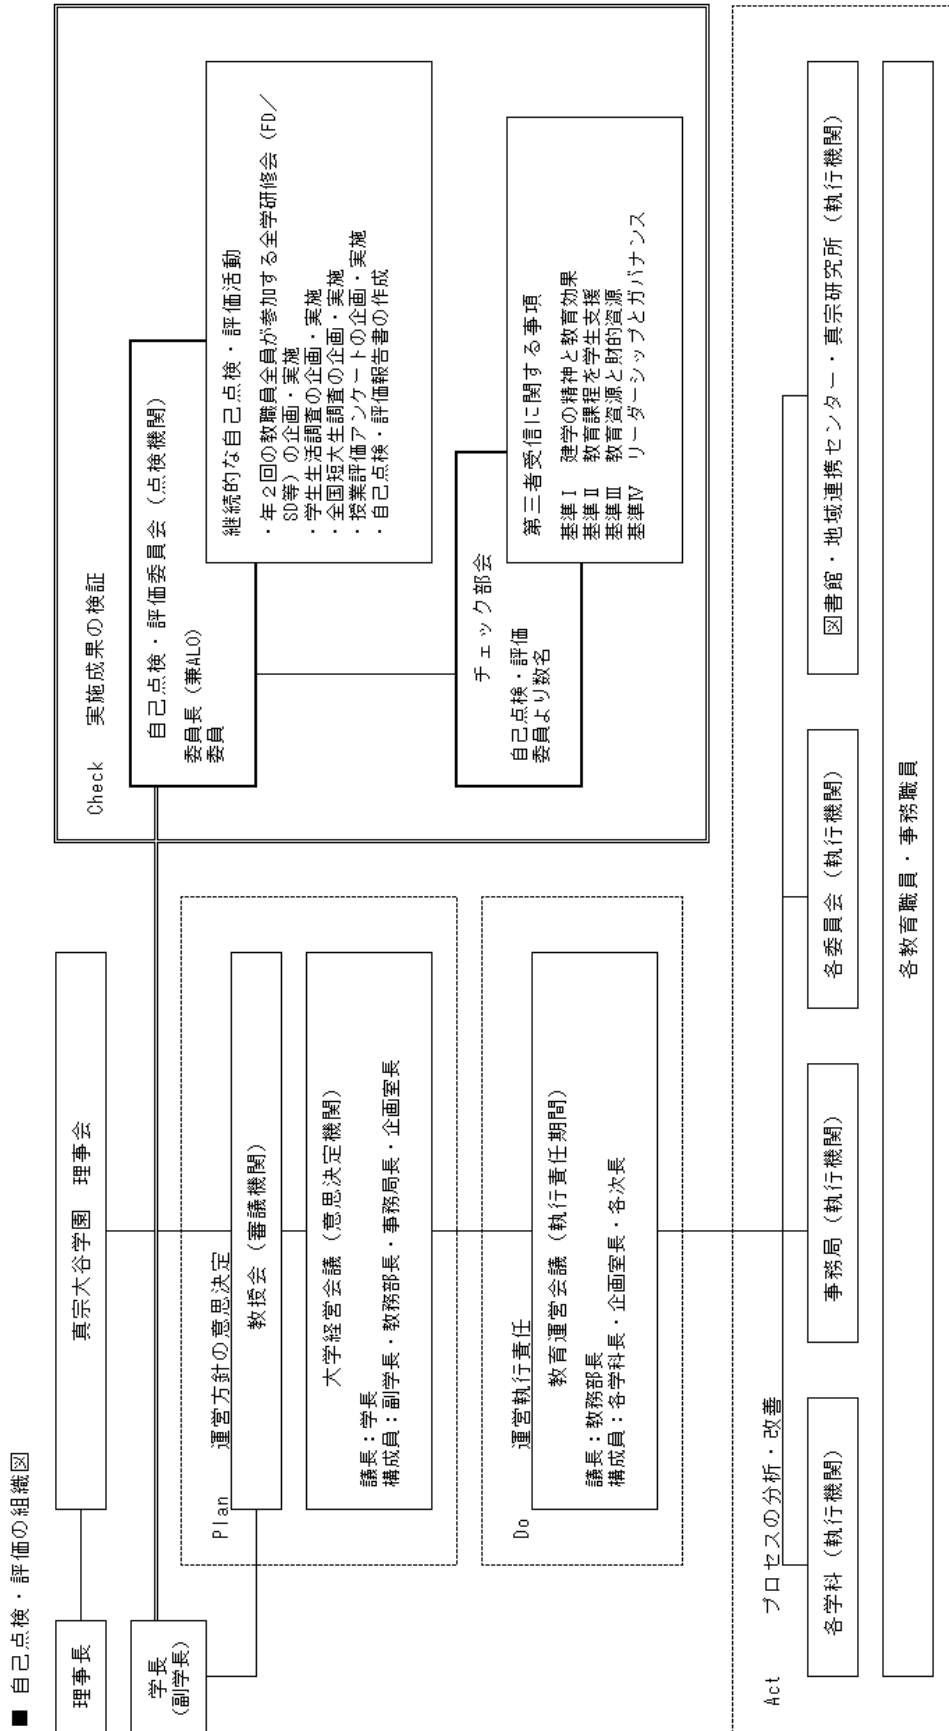 ■ 自己点検・評価の組織図
理事長
真宗大谷学園　理事会
学長
（副学長）
Plan　運営方針の意思決定
教授会（審議機関）
大学経営会議（意思決定機関）
議長：学長
構成員：副学長・教務部長・事務局長・企画室長
Do　運営執行責任
教育運営会議（執行責任期間）
議長：教務部長
構成員：各学科長・企画室長・各次長
Check　実施成果の検証
自己点検・評価委員会（点検機関）
委員長（兼ALO）
委員
継続的な自己点検・評価活動
・年２回の教職員全員が参加する全学研修会（FD／
SD等）の企画・実施
・学生生活調査の企画・実施
・全国短大生調査の企画・実施
・授業評価アンケートの企画・実施
・自己点検・評価報告書の作成
チェック部会
自己点検・評価
委員より数名
第三者受信に関する事項
基準Ⅰ　建学の精神と教育効果
基準Ⅱ　教育課程を学生支援
基準Ⅲ　教育資源と財的資源
基準Ⅳ　リーダーシップとガバナンス
Act　プロセスの分析・改善
各学科（執行機関）
事務局（執行機関）
各委員会（執行機関）
図書館・地域連携センター・真宗研究所（執行機関）
各教育職員・事務職員